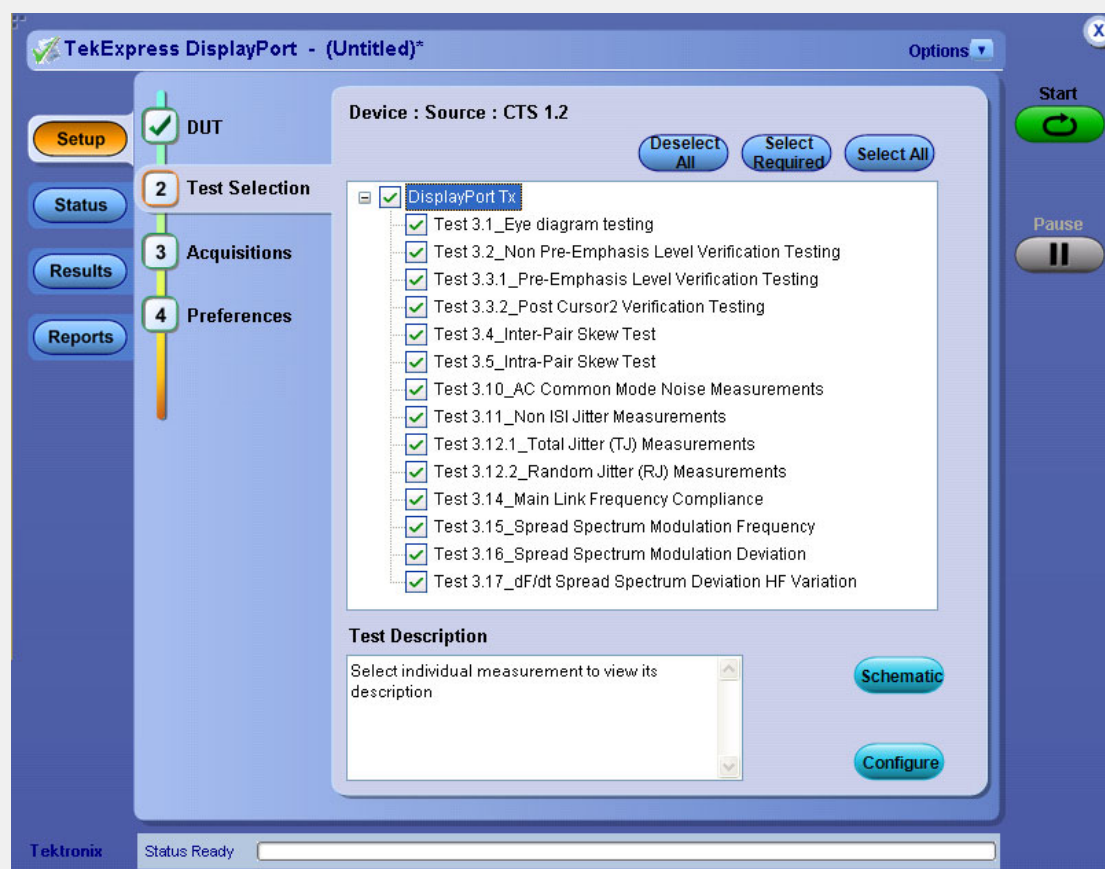 TekExpress DisplayPort - (Untitled)*
Options
X
Start
Pause
Setup
Status
Results
Reports
DUT
2 Test Selection
3 Acquisitions
4 Preferences
Device : Source : CTS 1.2
Deselect All
Select Required
Select All
DisplayPort Tx
Test 3.1_Eye diagram testing
Test 3.2_Non Pre-Emphasis Level Verification Testing
Test 3.3.1_Pre-Emphasis Level Verification Testing
Test 3.3.2_Post Cursor2 Verification Testing
Test 3.4_Inter-Pair Skew Test
Test 3.5_Intra-Pair Skew Test
Test 3.10_AC Common Mode Noise Measurements
Test 3.11_Non ISI Jitter Measurements
Test 3.12.1_Total Jitter (TJ) Measurements
Test 3.12.2_Random Jitter (RJ) Measurements
Test 3.14_Main Link Frequency Compliance
Test 3.15_Spread Spectrum Modulation Frequency
Test 3.16_Spread Spectrum Modulation Deviation
Test 3.17_dF/dt Spread Spectrum Deviation HF Variation
Test Description
Select individual measurement to view its
description
Schematic
Configure
Tektronix
Status Ready